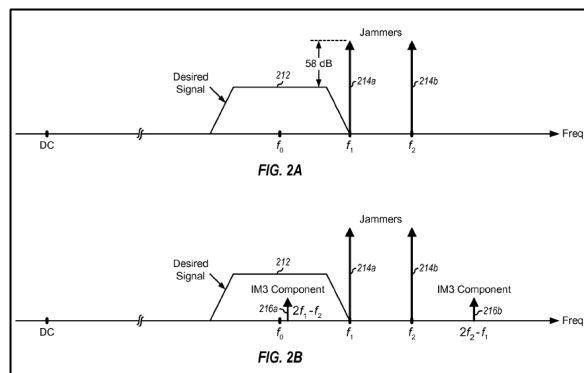 Jammers
58 dB
Desired
Signal
212
214a
214b
DC
f₀
f₁
f₂
Freq
FIG. 2A
Jammers
Desired
Signal
212
214a
214b
IM3 Component
IM3 Component
216a
2f₁-f₂
216b
DC
f₀
f₁
f₂
2f₂-f₁
Freq
FIG. 2B